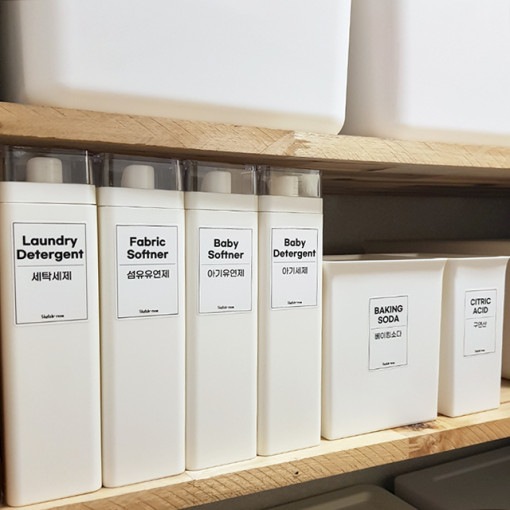 Laundry
Detergent
세탁세제
Fabric
Softner
섬유유연제
Baby
Softner
아기유연제
Baby
Detergent
아기세제
BAKING
SODA
베이킹소다
CITRIC
ACID
구연산